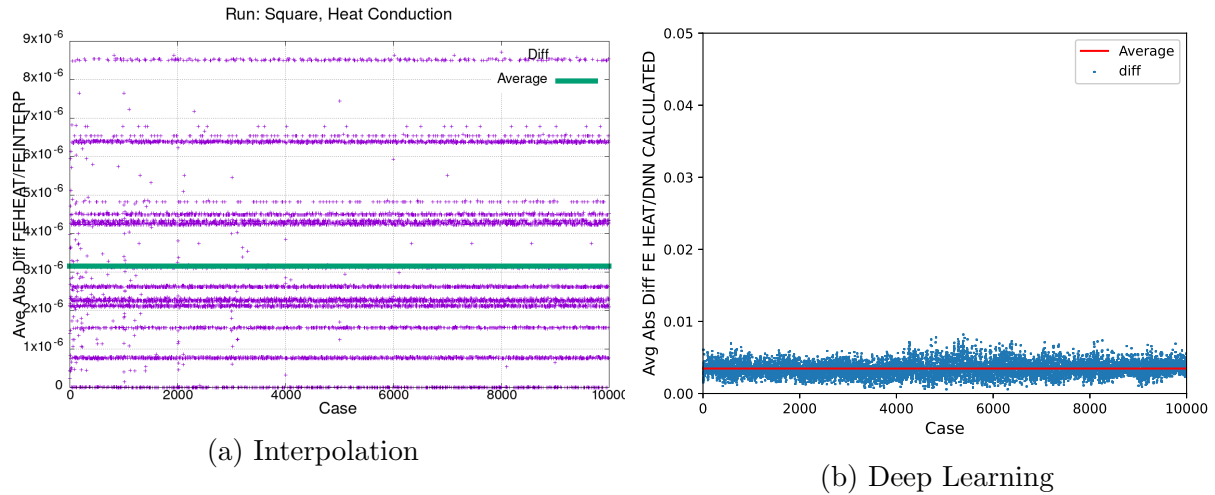 Run: Square, Heat Conduction
Ave Abs Diff FEHEAT/FEINTERP
9x10-6
8x10-6
7x10-6
6x10-6
5x10-6
4x10-6
3x10-6
2x10-6
1x10-6
0
0 2000 4000 6000 8000 10000
Case
Diff
Average
(a) Interpolation
Avg Abs Diff FE HEAT/DNN CALCULATED
0.05
0.04
0.03
0.02
0.01
0.00
0 2000 4000 6000 8000 10000
Case
Average
diff
(b) Deep Learning